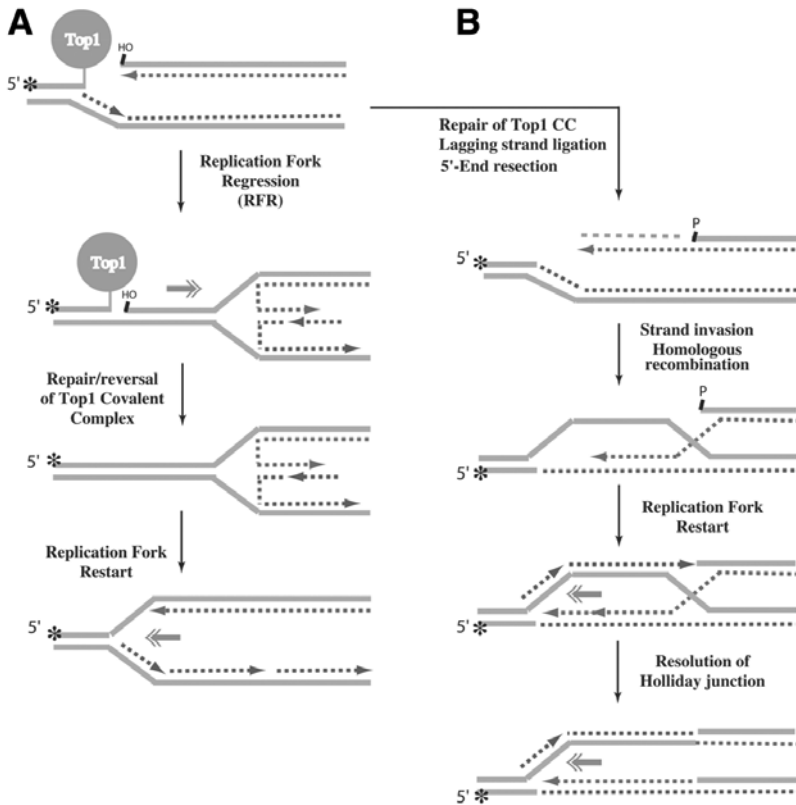 A
Top1
HO
5' *
Replication Fork
Regression
(RFR)
Top1
HO
5' *
Repair/reversal
of Top1 Covalent
Complex
5' *
Replication Fork
Restart
5' *
B
Repair of Top1 CC
Lagging strand ligation
5'-End resection
P
5' *
Strand invasion
Homologous
recombination
P
5' *
Replication Fork
Restart
5' *
Resolution of
Holliday junction
5' *